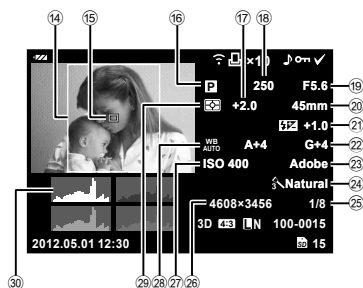 ⑭ ⑮ ⑯ ⑰ ⑱
×10
P 250 F5.6 ⑲
+2.0 45mm ⑳
+1.0 ㉑
WB AUTO A+4 G+4 ㉒
ISO 400 Adobe ㉓
Natural ㉔
4608×3456 1/8 ㉕
3D 4:3 LN 100-0015
2012.05.01 12:30 SD 15
㉚ ㉙ ㉘ ㉗ ㉖